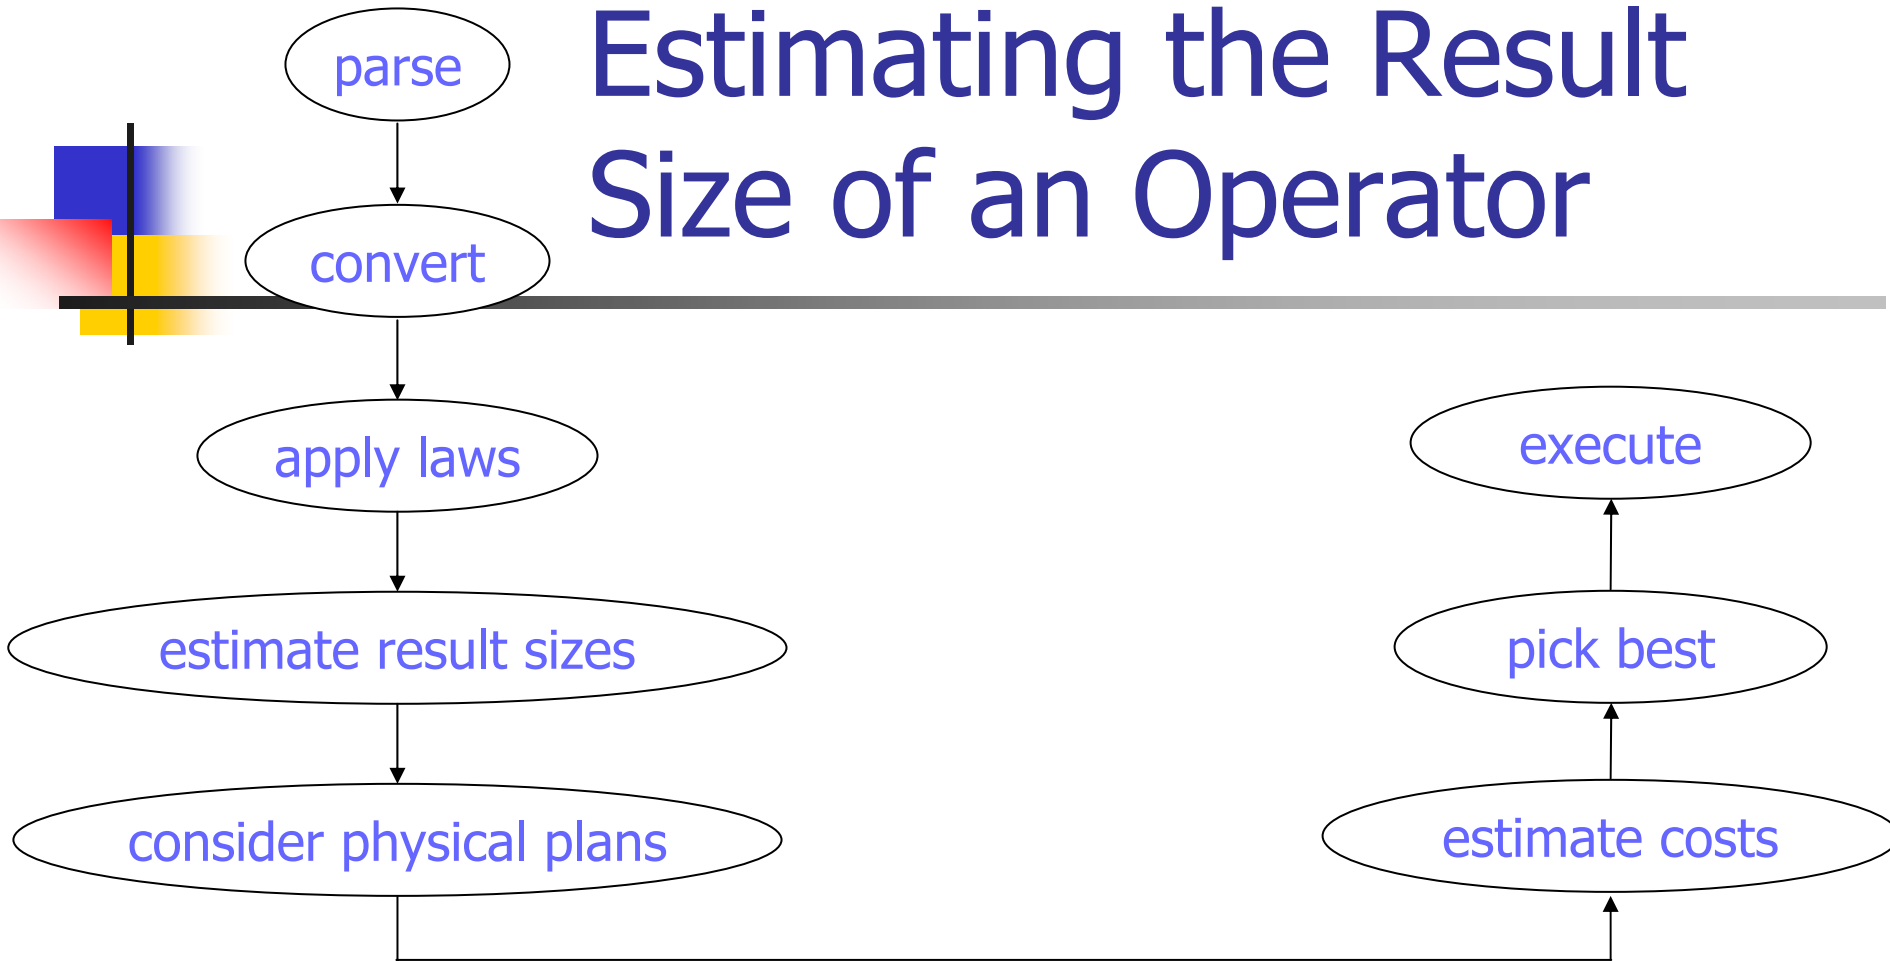 Estimating the Result
Size of an Operator
parse
convert
apply laws
estimate result sizes
consider physical plans
estimate costs
pick best
execute